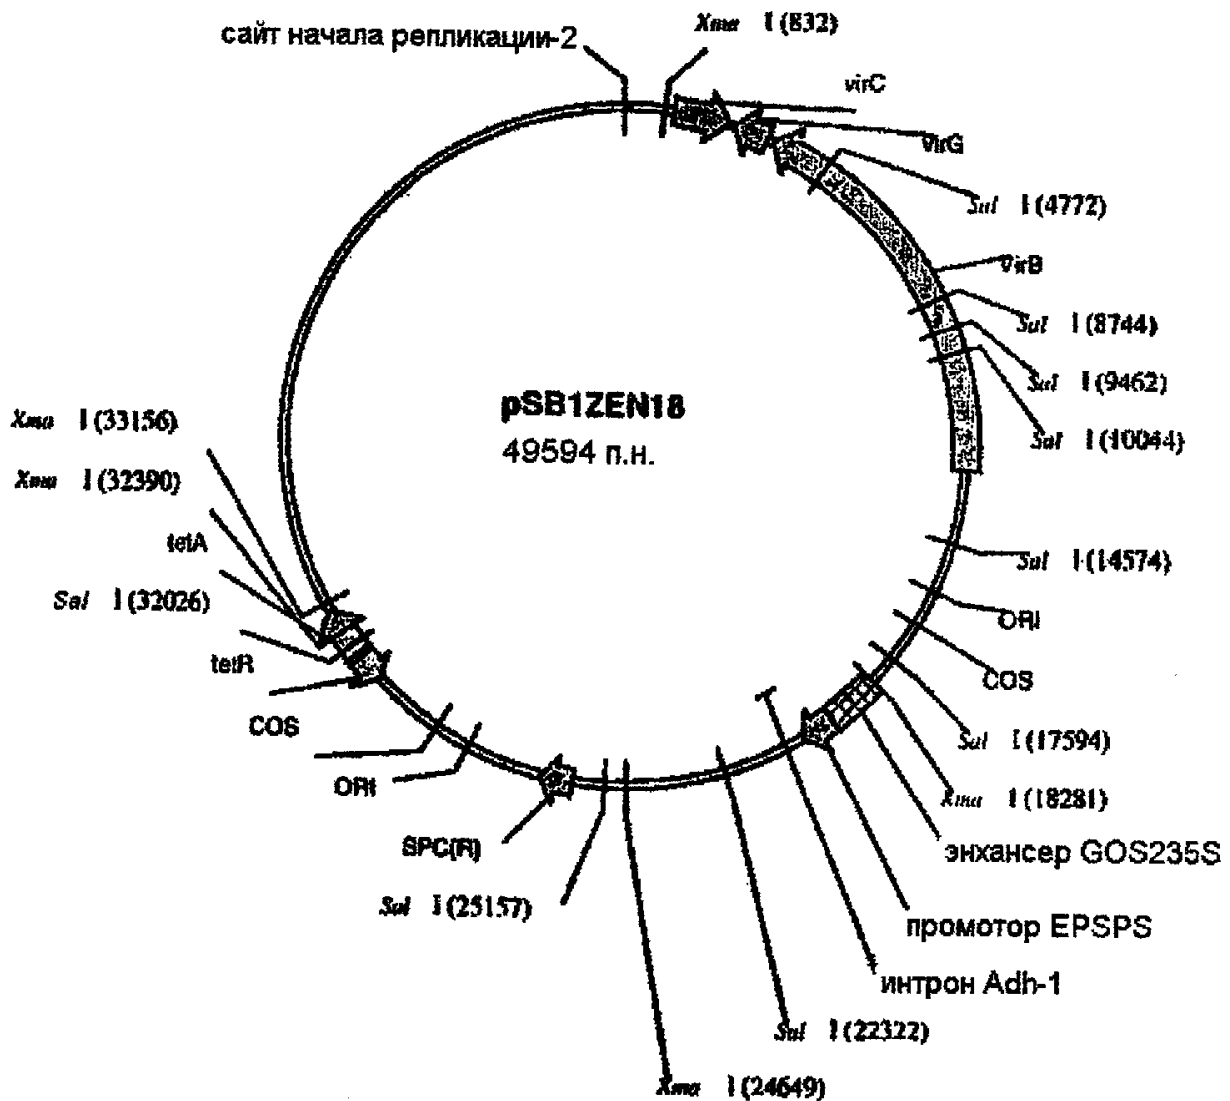 сайт начала репликации-2
Xma I (832)
virC
virG
Sal I (4772)
virB
Sal I (8744)
Sal I (9462)
Sal I (10044)
pSB1ZEN18
49594 п.н.
Xma I (33156)
Xma I (32390)
tetA
Sal I (32026)
tetR
COS
ORI
SPC(R)
Sal I (25157)
Sal I (14574)
ORI
COS
Sal I (17594)
Xma I (18281)
энхансер GOS235S
промотор EPSPS
интрон Adh-1
Sal I (22322)
Xma I (24649)